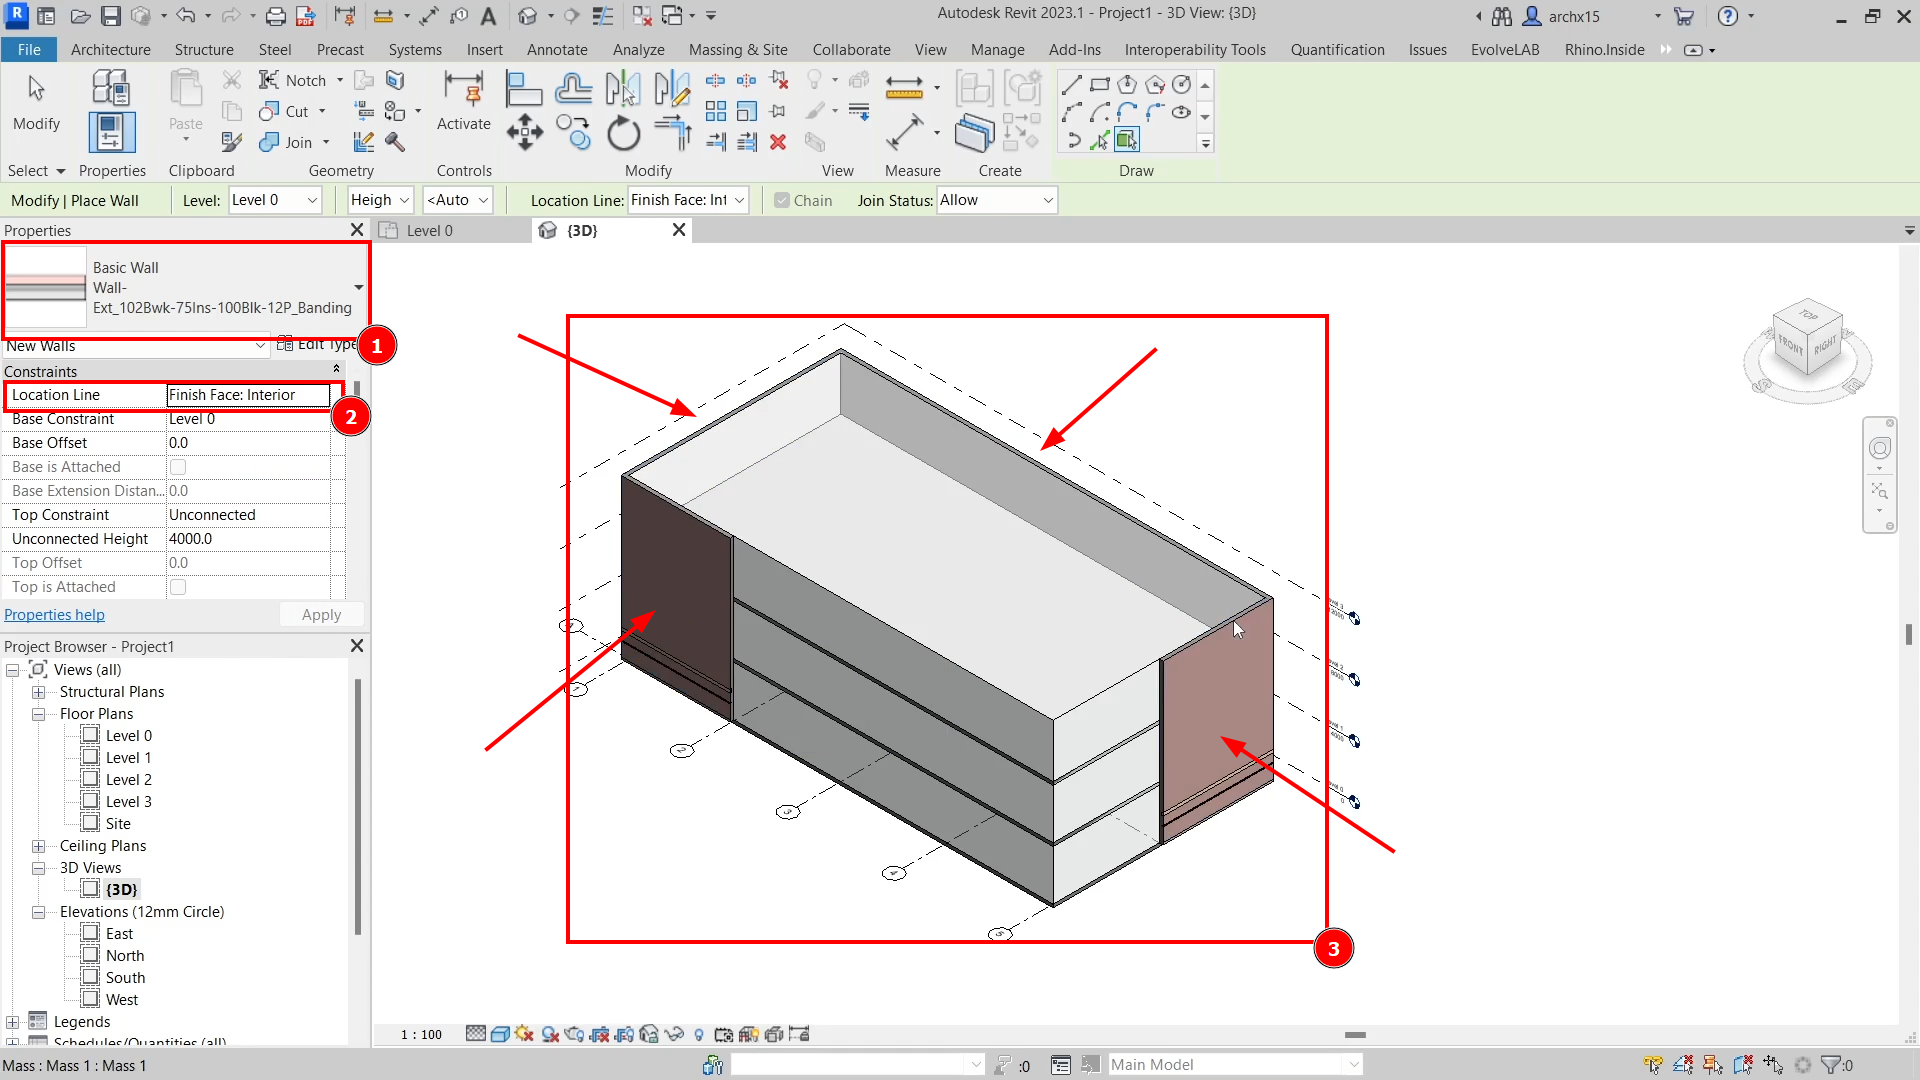 R
Autodesk Revit 2023.1 - Project1 - 3D View: {3D}
archx15
File Architecture Structure Steel Precast Systems Insert Annotate Analyze Massing & Site Collaborate View Manage Add-Ins Interoperability Tools Quantification Issues EvolveLAB Rhino.Inside
Notch
Cut
Join
Modify
Paste
Activate
Select Properties Clipboard Geometry Controls Modify View Measure Create Draw
Modify | Place Wall Level: Level 0 Heigh <Auto Location Line: Finish Face: Int Chain Join Status: Allow
Properties
Level 0
{3D}
Basic Wall
Wall-
Ext_102Bwk-75Ins-100Blk-12P_Banding
New Walls Edit Type
1
Constraints
Location Line Finish Face: Interior
2
Base Constraint Level 0
Base Offset 0.0
Base is Attached
Base Extension Distan... 0.0
Top Constraint Unconnected
Unconnected Height 4000.0
Top Offset 0.0
Top is Attached
Properties help Apply
Project Browser - Project1
Views (all)
Structural Plans
Floor Plans
Level 0
Level 1
Level 2
Level 3
Site
Ceiling Plans
3D Views
{3D}
Elevations (12mm Circle)
East
North
South
West
Legends
Schedules/Quantities (all)
TOP
FRONT
RIGHT
2
3
4
5
3
1 : 100
Mass : Mass 1 : Mass 1
:0
Main Model
:0